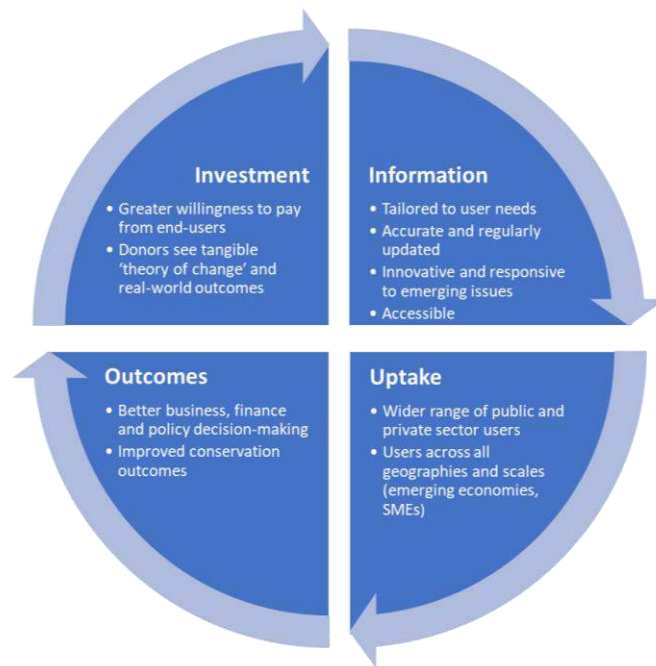 Investment
• Greater willingness to pay
from end-users
• Donors see tangible
‘theory of change’ and
real-world outcomes
Information
• Tailored to user needs
• Accurate and regularly
updated
• Innovative and responsive
to emerging issues
• Accessible
Outcomes
• Better business, finance
and policy decision-making
• Improved conservation
outcomes
Uptake
• Wider range of public and
private sector users
• Users across all
geographies and scales
(emerging economies,
SMEs)